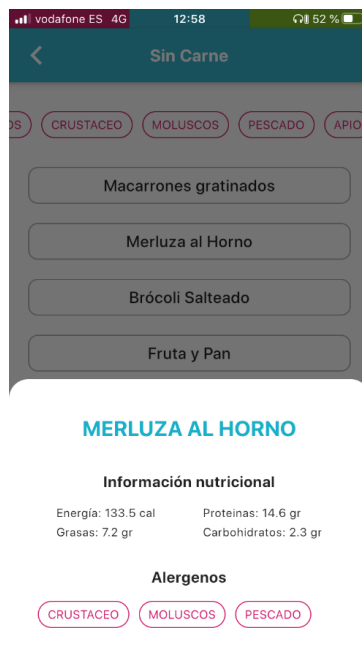 vodafone ES 4G 12:58 52 %
Sin Carne
OS CRUSTACEO MOLUSCOS PESCADO APIO
Macarrones gratinados
Merluza al Horno
Brócoli Salteado
Fruta y Pan
MERLUZA AL HORNO
Información nutricional
Energía: 133.5 cal Proteinas: 14.6 gr
Grasas: 7.2 gr Carbohidratos: 2.3 gr
Alergenos
CRUSTACEO MOLUSCOS PESCADO